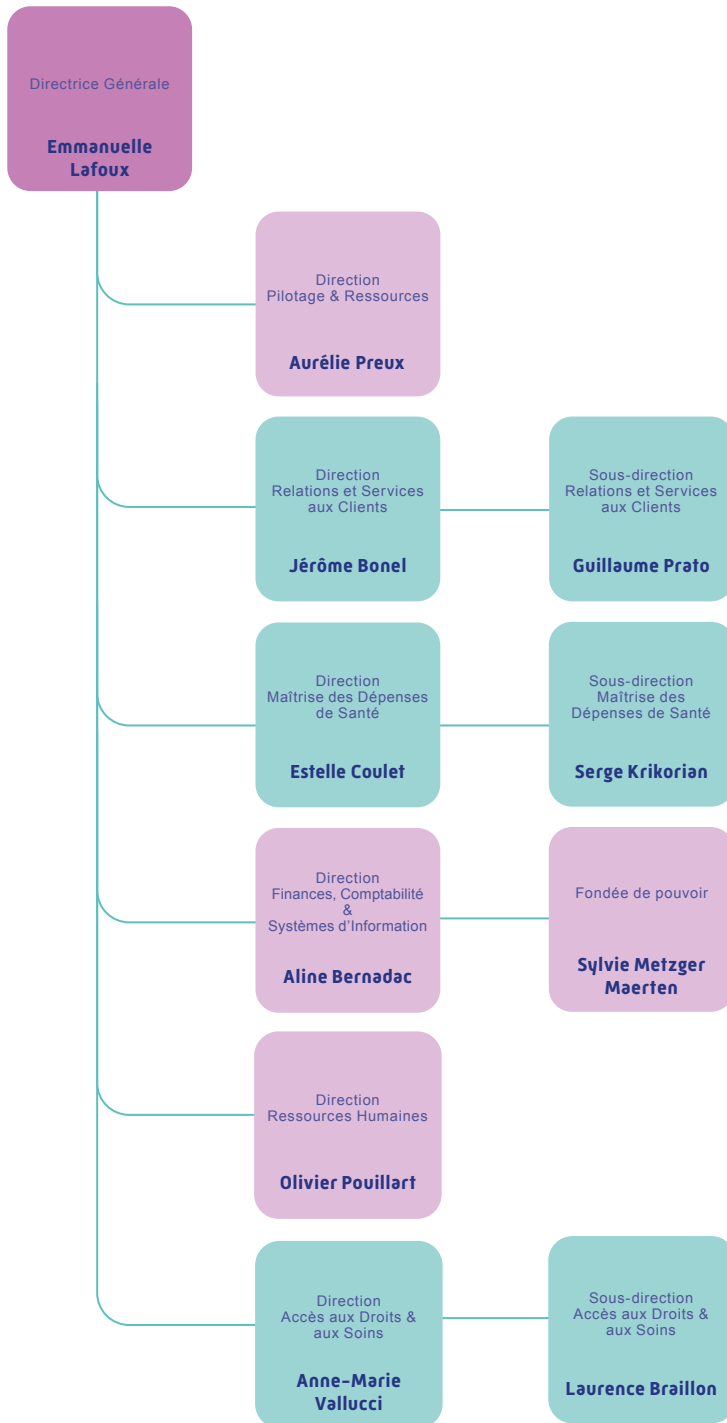 Directrice Générale
Emmanuelle
Lafoux
Direction
Pilotage & Ressources
Aurélie Preux
Direction
Relations et Services
aux Clients
Jérôme Bonel
Sous-direction
Relations et Services
aux Clients
Guillaume Prato
Direction
Maîtrise des Dépenses
de Santé
Estelle Coulet
Sous-direction
Maîtrise des
Dépenses de Santé
Serge Krikorian
Direction
Finances, Comptabilité
&
Systèmes d'Information
Aline Bernadac
Fondée de pouvoir
Sylvie Metzger
Maerten
Direction
Ressources Humaines
Olivier Pouillart
Direction
Accès aux Droits &
aux Soins
Anne-Marie
Vallucci
Sous-direction
Accès aux Droits &
aux Soins
Laurence Braillon